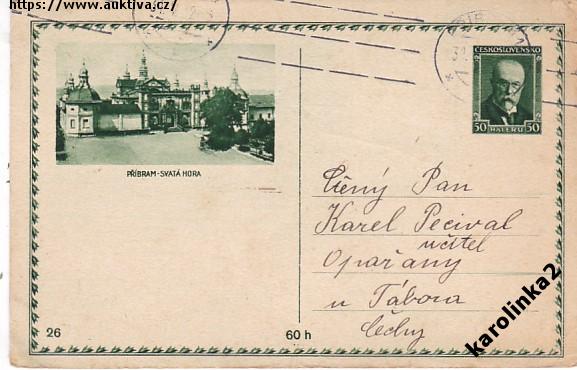 https://www.auktiva.cz/
ČESKOSLOVENSKO
50 HALÉŘŮ 50
PŘÍBRAM - SVATÁ HORA
Ctěný Pan
Karel Pecival
učitel
Opařany
u Tábora
Čechy
26
60 h
karolinka2